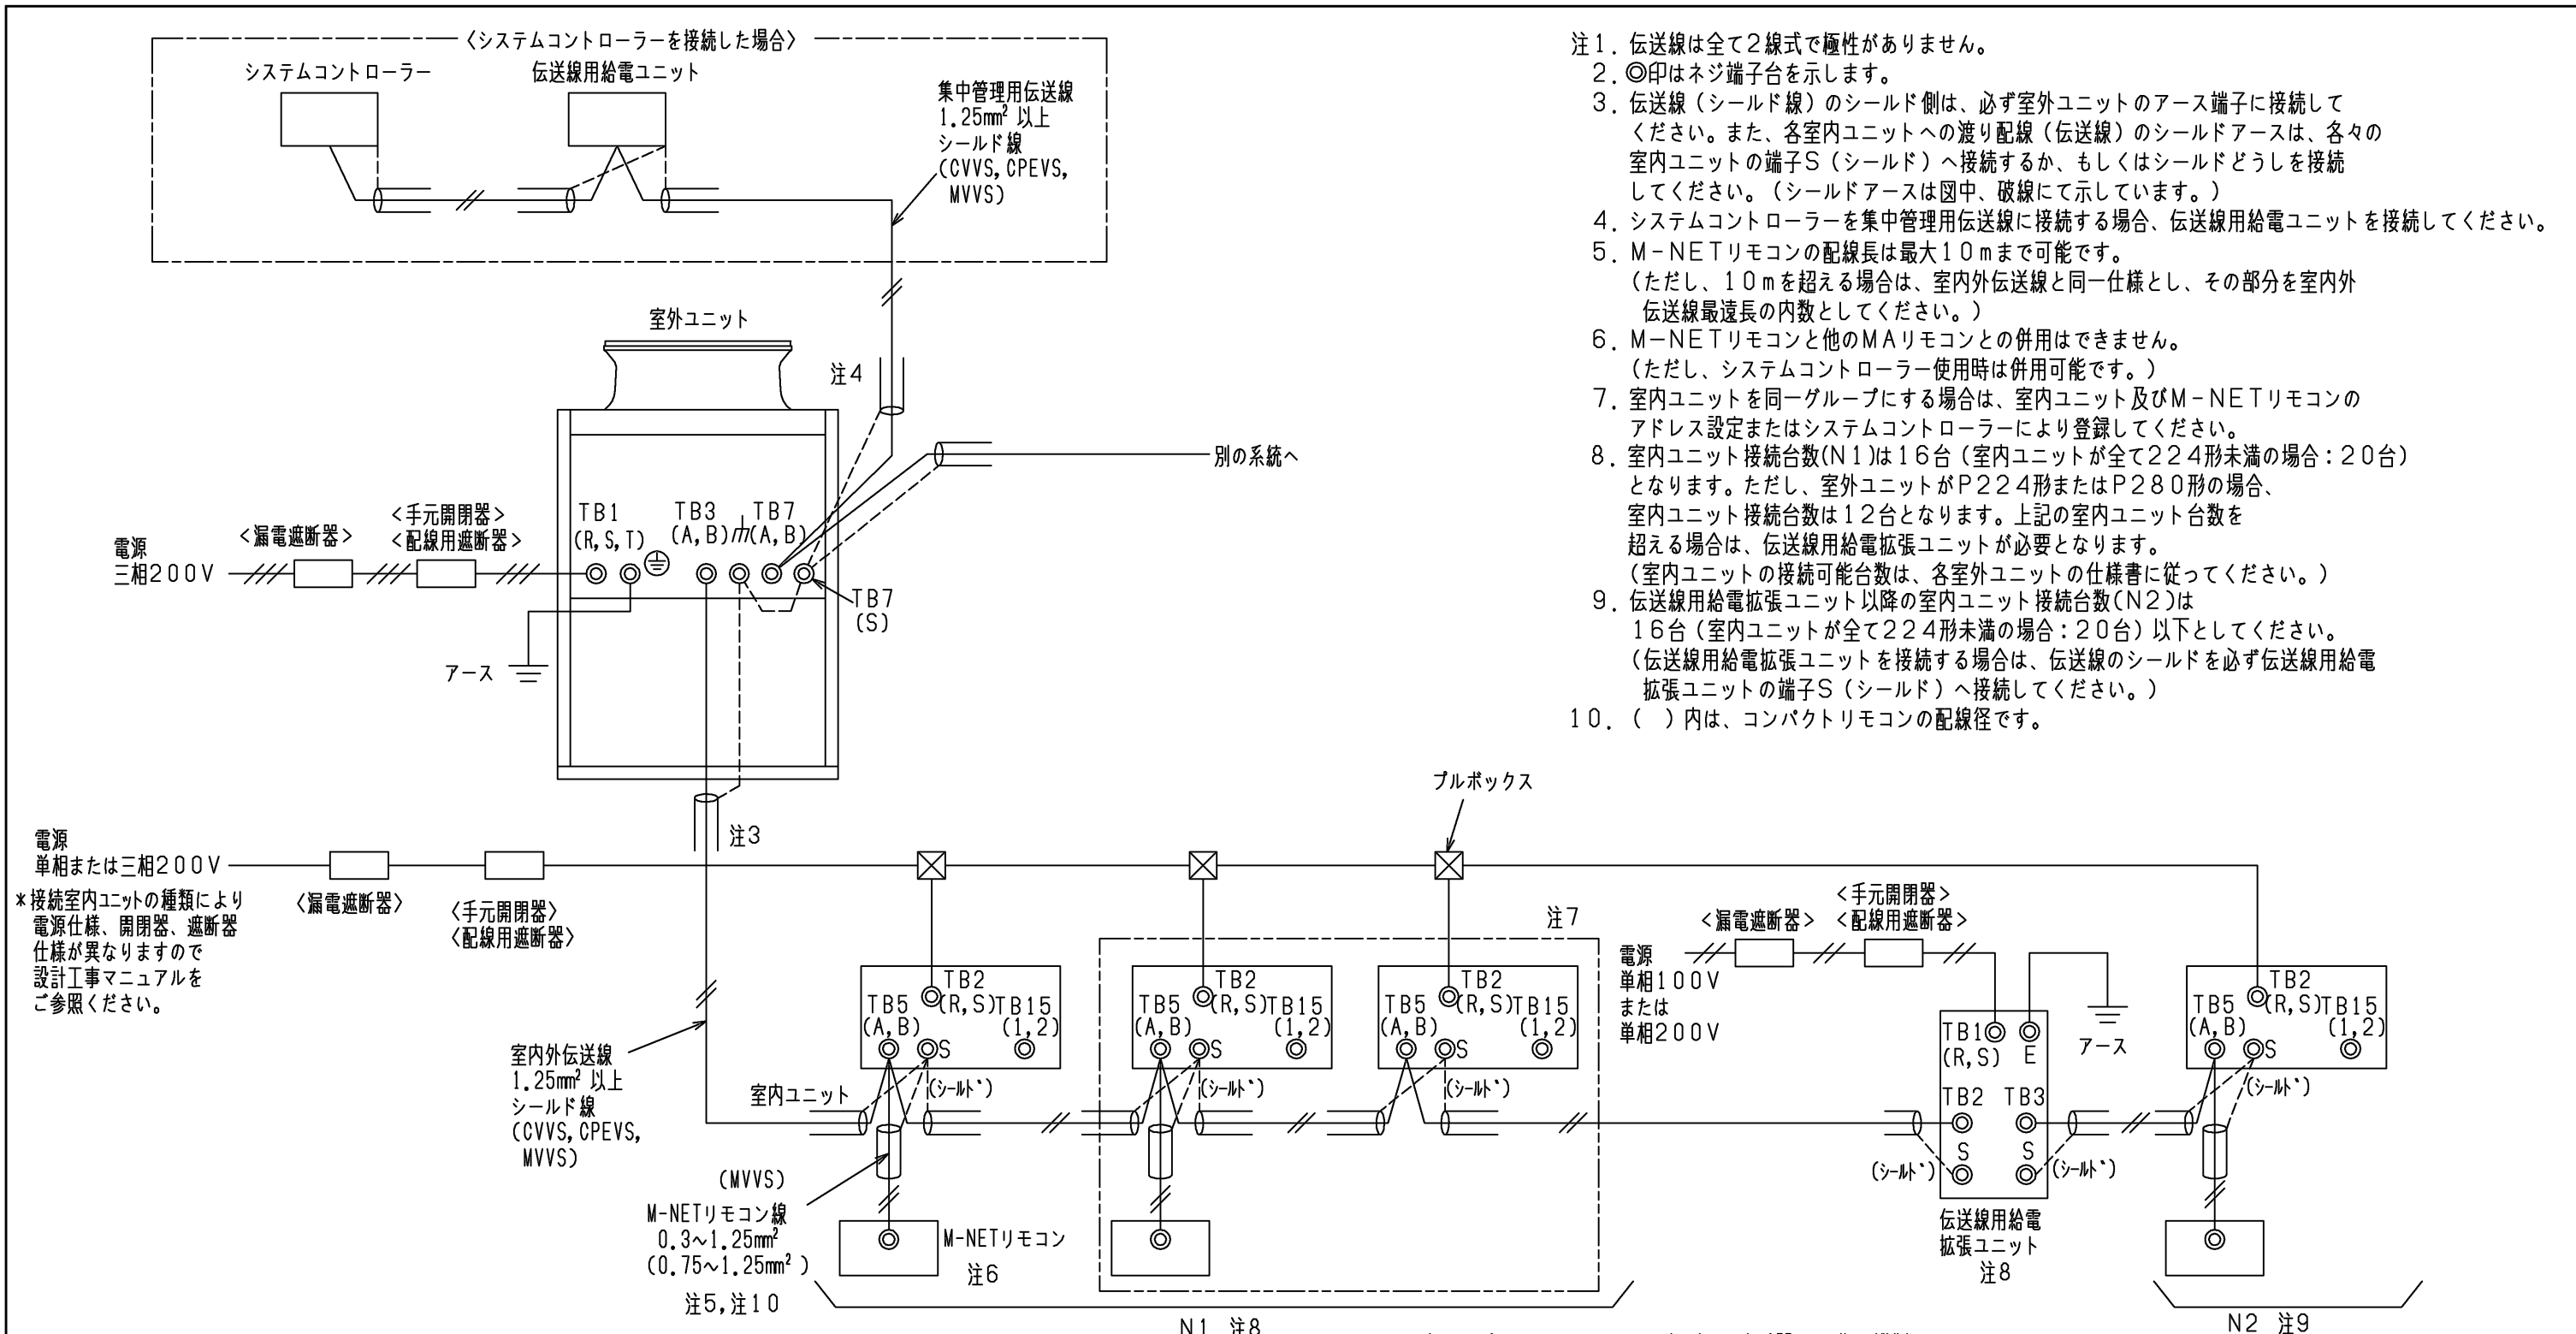 〈システムコントローラーを接続した場合〉
システムコントローラー
伝送線用給電ユニット
集中管理用伝送線
1.25mm² 以上
シールド線
(CVVS,CPEVS,
MVVS)
室外ユニット
注4
別の系統へ
TB1
(R,S,T)
TB3
(A,B)
TB7
(A,B)
TB7
(S)
<漏電遮断器>
<手元開閉器>
<配線用遮断器>
電源
三相200V
アース
注1.伝送線は全て2線式で極性がありません。
2.◎印はネジ端子台を示します。
3.伝送線（シールド線）のシールド側は、必ず室外ユニットのアース端子に接続して
ください。また、各室内ユニットへの渡り配線（伝送線）のシールドアースは、各々の
室内ユニットの端子S（シールド）へ接続するか、もしくはシールドどうしを接続
してください。（シールドアースは図中、破線にて示しています。）
4.システムコントローラーを集中管理用伝送線に接続する場合、伝送線用給電ユニットを接続してください。
5.M-NETリモコンの配線長は最大10mまで可能です。
（ただし、10mを超える場合は、室内外伝送線と同一仕様とし、その部分を室内外
伝送線最遠長の内数としてください。）
6.M-NETリモコンと他のMAリモコンとの併用はできません。
（ただし、システムコントローラー使用時は併用可能です。）
7.室内ユニットを同一グループにする場合は、室内ユニット及びM-NETリモコンの
アドレス設定またはシステムコントローラーにより登録してください。
8.室内ユニット接続台数(N1)は16台（室内ユニットが全て224形未満の場合：20台）
となります。ただし、室外ユニットがP224形またはP280形の場合、
室内ユニット接続台数は12台となります。上記の室内ユニット台数を
超える場合は、伝送線用給電拡張ユニットが必要となります。
（室内ユニットの接続可能台数は、各室外ユニットの仕様書に従ってください。）
9.伝送線用給電拡張ユニット以降の室内ユニット接続台数(N2)は
16台（室内ユニットが全て224形未満の場合：20台）以下としてください。
（伝送線用給電拡張ユニットを接続する場合は、伝送線のシールドを必ず伝送線用給電
拡張ユニットの端子S（シールド）へ接続してください。）
10.（　）内は、コンパクトリモコンの配線径です。
プルボックス
注3
電源
単相または三相200V
*接続室内ユニットの種類により
電源仕様、開閉器、遮断器
仕様が異なりますので
設計工事マニュアルを
ご参照ください。
<漏電遮断器>
<手元開閉器>
<配線用遮断器>
室内外伝送線
1.25mm² 以上
シールド線
(CVVS,CPEVS,
MVVS)
室内ユニット
TB2
(R,S)
TB5
(A,B)
TB15
(1,2)
S
(シールド)
注7
TB2
(R,S)
TB5
(A,B)
TB15
(1,2)
S
(シールド)
TB2
(R,S)
TB5
(A,B)
TB15
(1,2)
S
(シールド)
電源
単相100V
または
単相200V
<漏電遮断器>
<手元開閉器>
<配線用遮断器>
TB1
(R,S)
E
アース
TB2
TB3
S
S
(シールド)
(シールド)
伝送線用給電
拡張ユニット
注8
TB2
(R,S)
TB5
(A,B)
TB15
(1,2)
S
(シールド)
(MVVS)
M-NETリモコン線
0.3~1.25mm²
(0.75~1.25mm²)
注5,注10
M-NETリモコン
注6
N1 注8
N2 注9